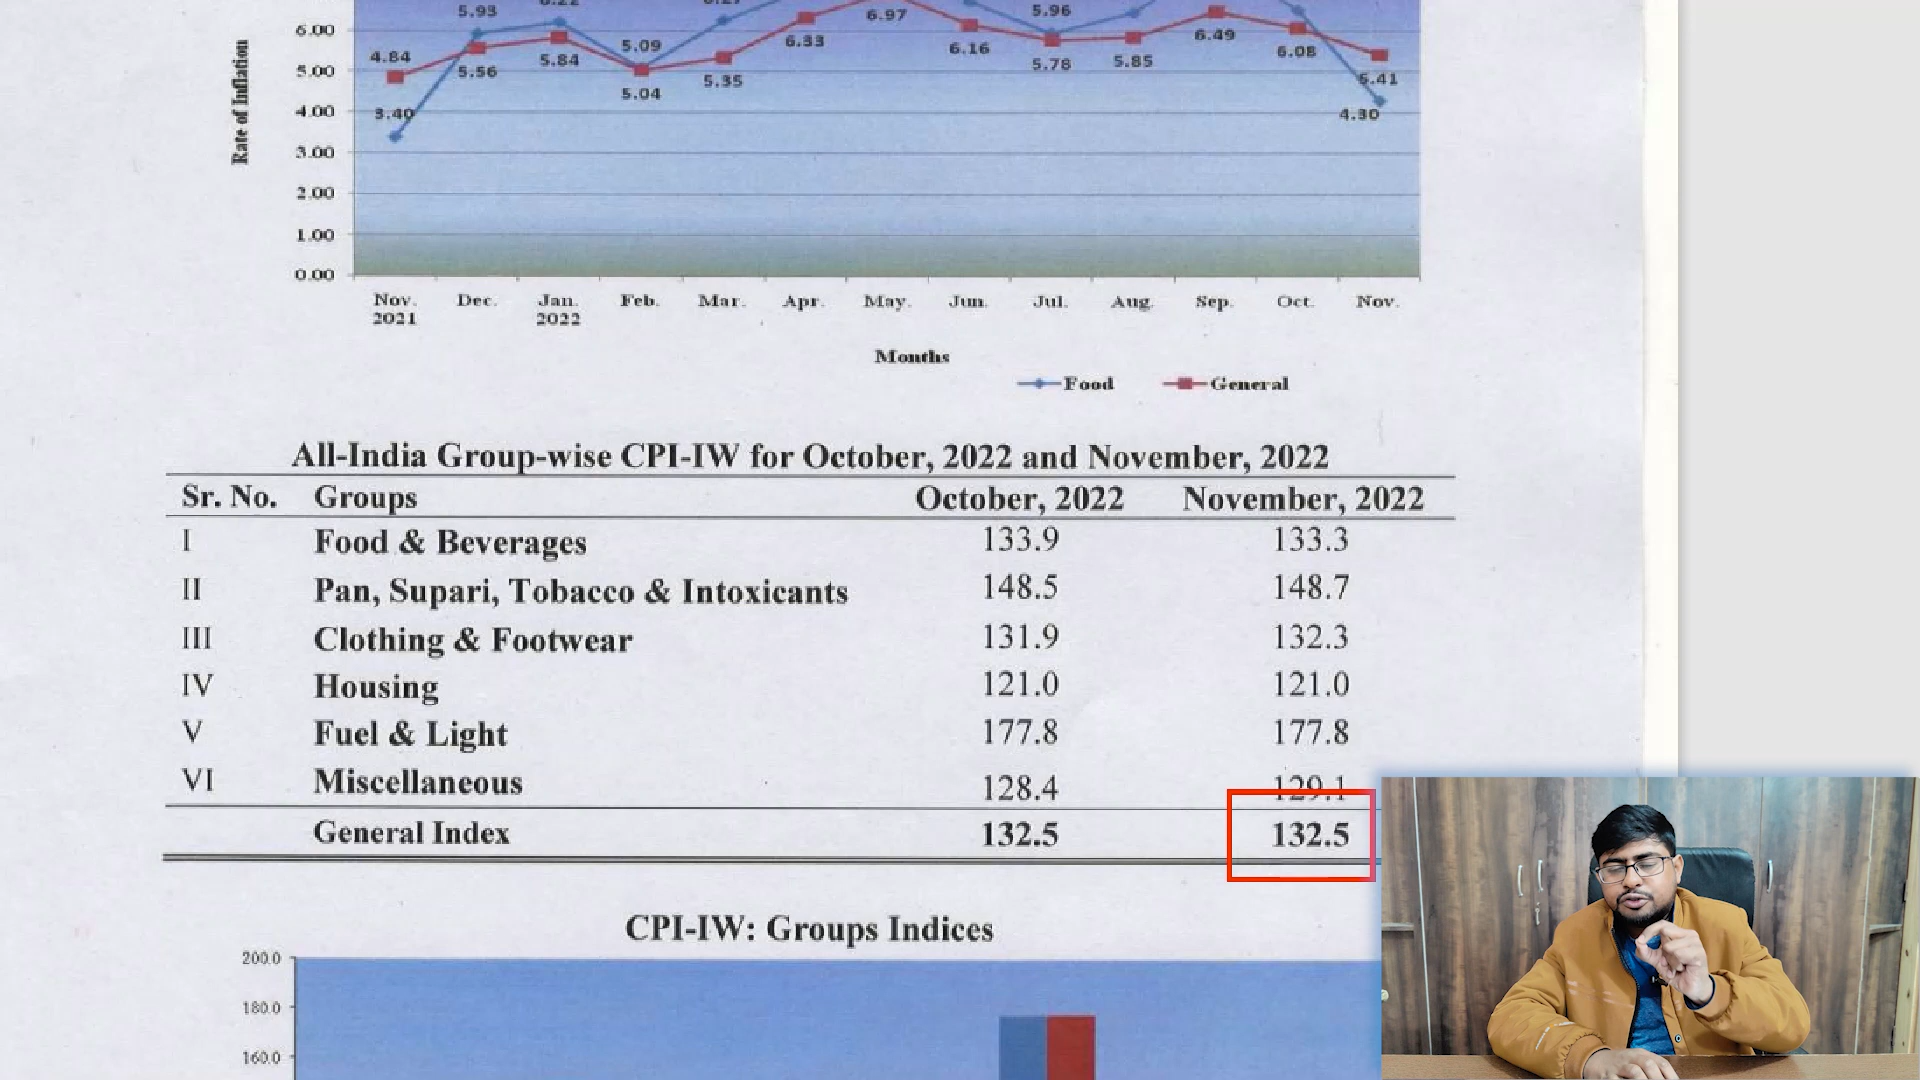 6.00
5.93
6.97
5.96
4.84
5.56
5.84
5.09
5.04
5.35
6.33
6.16
5.78
5.85
6.49
6.08
5.41
5.00
3.40
4.00
4.30
Rate of Inflation
3.00
2.00
1.00
0.00
Nov. Dec. Jan. Feb. Mar. Apr. May. Jun. Jul. Aug. Sep. Oct. Nov.
2021 2022
Months
Food General
All-India Group-wise CPI-IW for October, 2022 and November, 2022
Sr. No. Groups October, 2022 November, 2022
I Food & Beverages 133.9 133.3
II Pan, Supari, Tobacco & Intoxicants 148.5 148.7
III Clothing & Footwear 131.9 132.3
IV Housing 121.0 121.0
V Fuel & Light 177.8 177.8
VI Miscellaneous 128.4 129.1
General Index 132.5 132.5
CPI-IW: Groups Indices
200.0
180.0
160.0